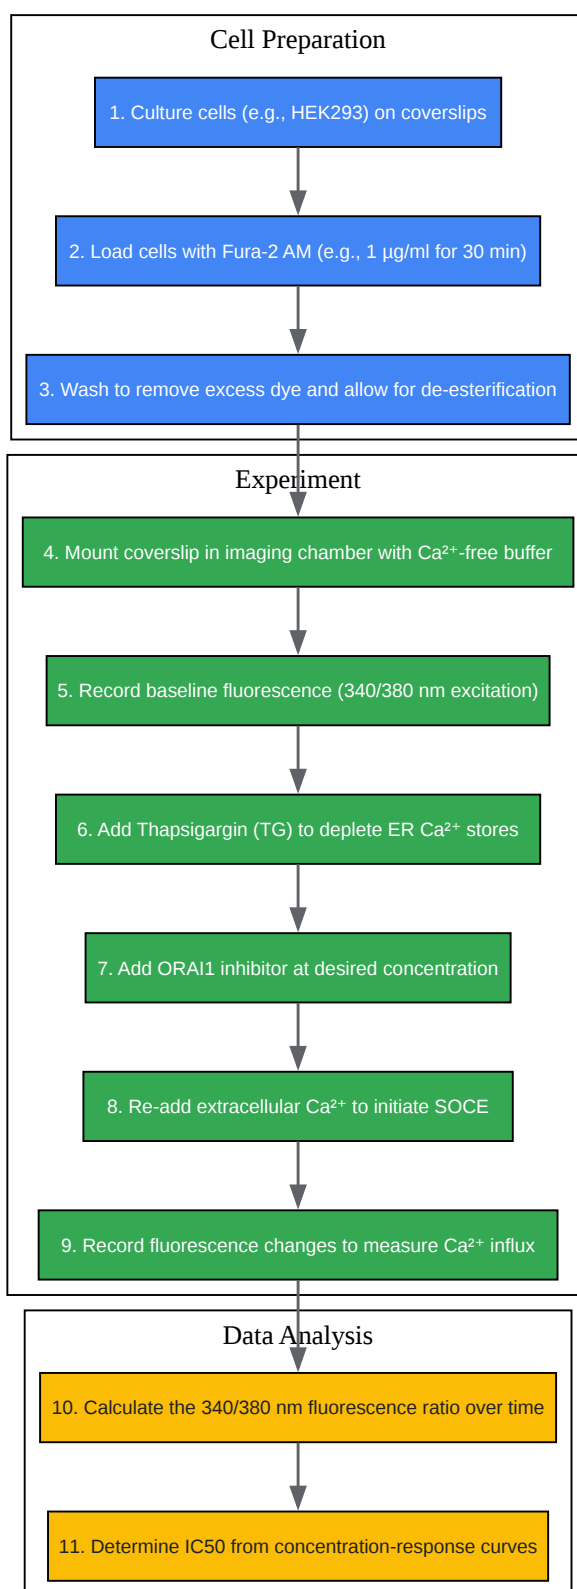 Cell Preparation
1. Culture cells (e.g., HEK293) on coverslips
2. Load cells with Fura-2 AM (e.g., 1 µg/ml for 30 min)
3. Wash to remove excess dye and allow for de-esterification
Experiment
4. Mount coverslip in imaging chamber with Ca²⁺-free buffer
5. Record baseline fluorescence (340/380 nm excitation)
6. Add Thapsigargin (TG) to deplete ER Ca²⁺ stores
7. Add ORAI1 inhibitor at desired concentration
8. Re-add extracellular Ca²⁺ to initiate SOCE
9. Record fluorescence changes to measure Ca²⁺ influx
Data Analysis
10. Calculate the 340/380 nm fluorescence ratio over time
11. Determine IC50 from concentration-response curves